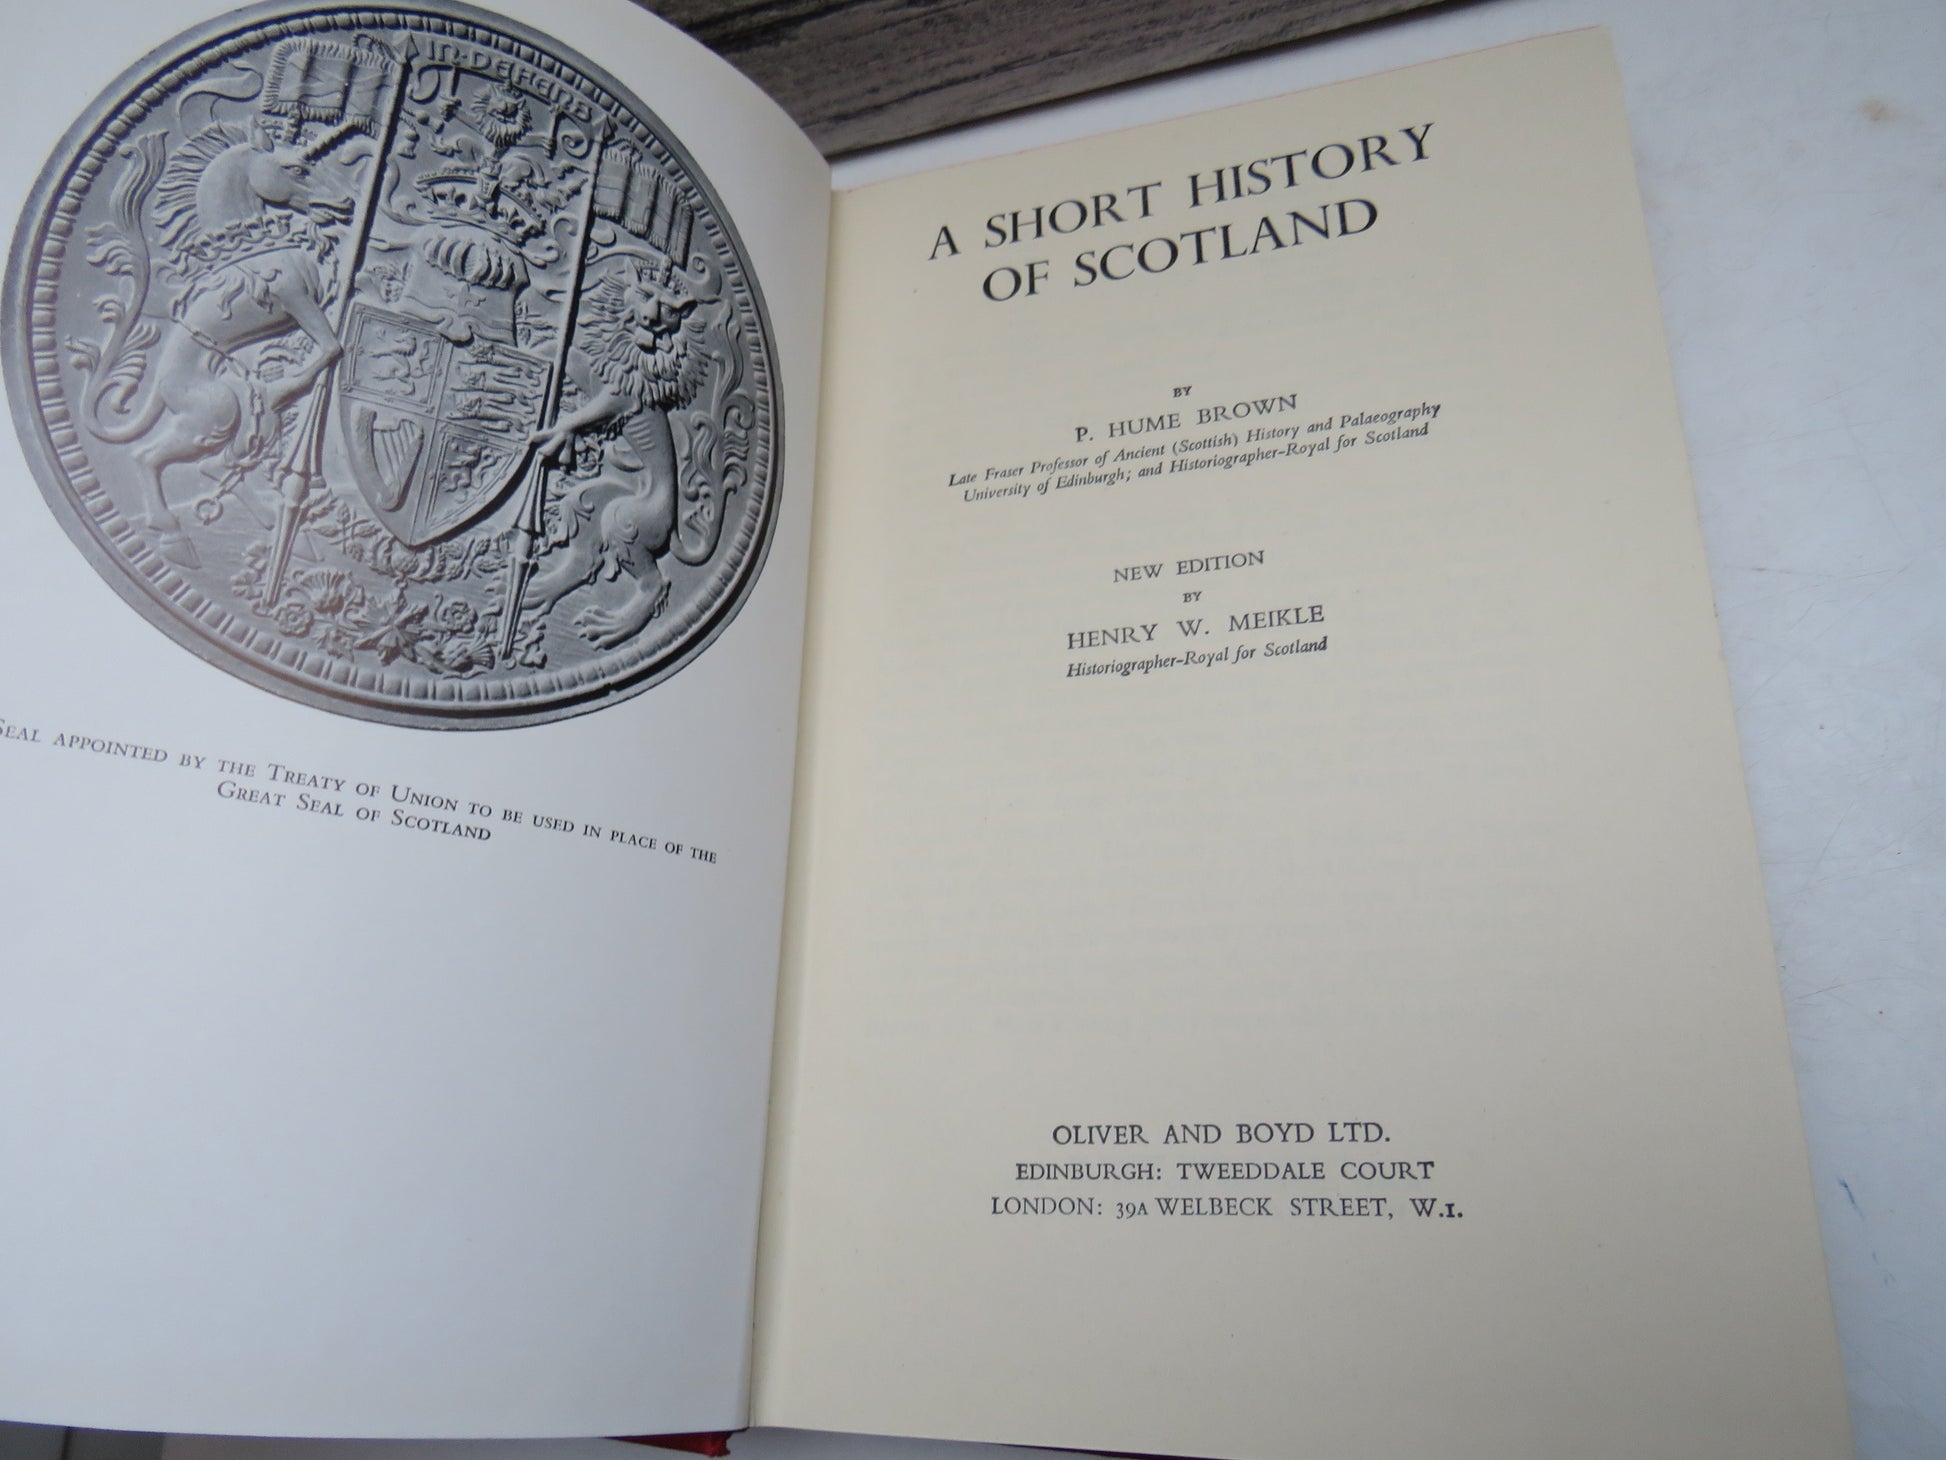 IN·DEFENS
SEAL APPOINTED BY THE TREATY OF UNION TO BE USED IN PLACE OF THE
GREAT SEAL OF SCOTLAND
A SHORT HISTORY
OF SCOTLAND
BY
P. HUME BROWN
Late Fraser Professor of Ancient (Scottish) History and Palaeography
University of Edinburgh; and Historiographer-Royal for Scotland
NEW EDITION
BY
HENRY W. MEIKLE
Historiographer-Royal for Scotland
OLIVER AND BOYD LTD.
EDINBURGH: TWEEDDALE COURT
LONDON: 39A WELBECK STREET, W.1.